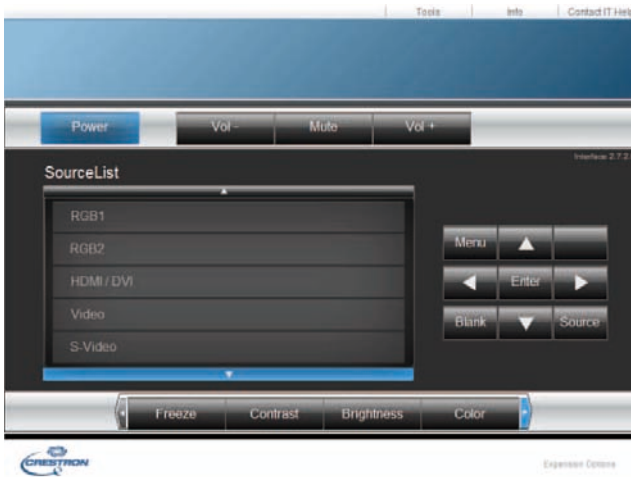 Tools Info Contact IT Help
Power Vol - Mute Vol +
Interface 2.7.2
SourceList
RGB1
RGB2
HDMI / DVI
Video
S-Video
Menu
Enter
Blank Source
Freeze Contrast Brightness Color
CRESTRON
Expansion Options